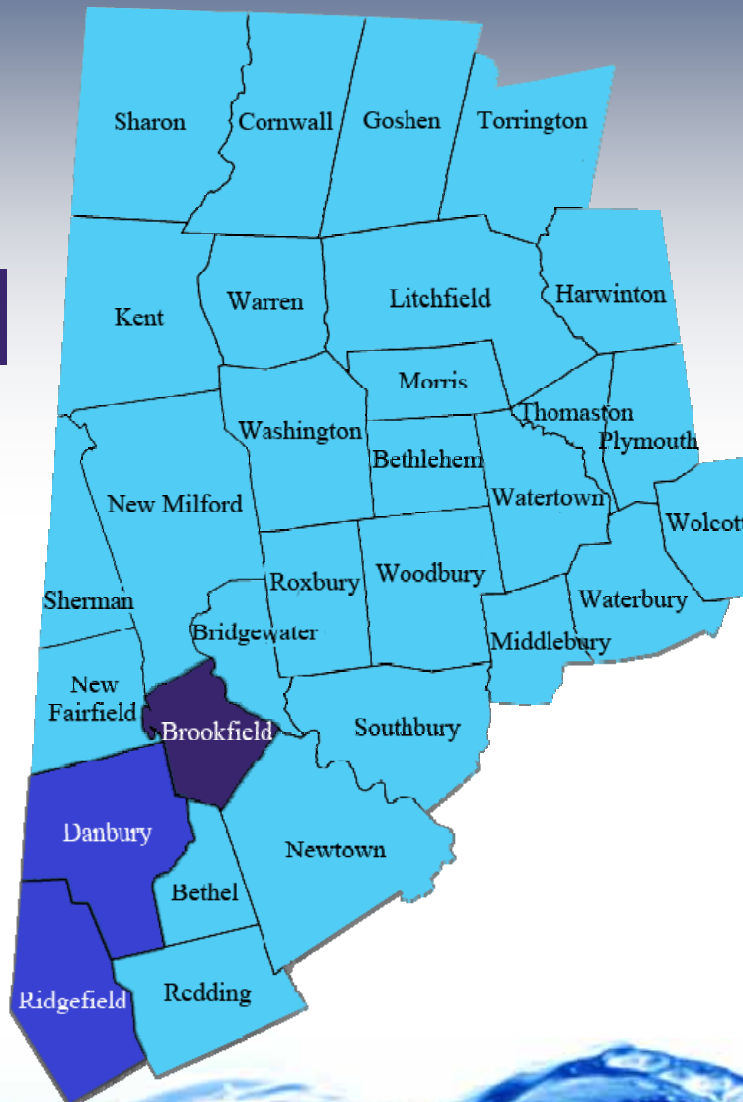 Sharon
Cornwall
Goshen
Torrington
Kent
Warren
Litchfield
Harwinton
Morris
Washington
Thomaston
Plymouth
Bethlehem
New Milford
Watertown
Wolcott
Sherman
Roxbury
Woodbury
Waterbury
Bridgewater
Middlebury
New
Fairfield
Brookfield
Southbury
Danbury
Newtown
Bethel
Ridgefield
Redding